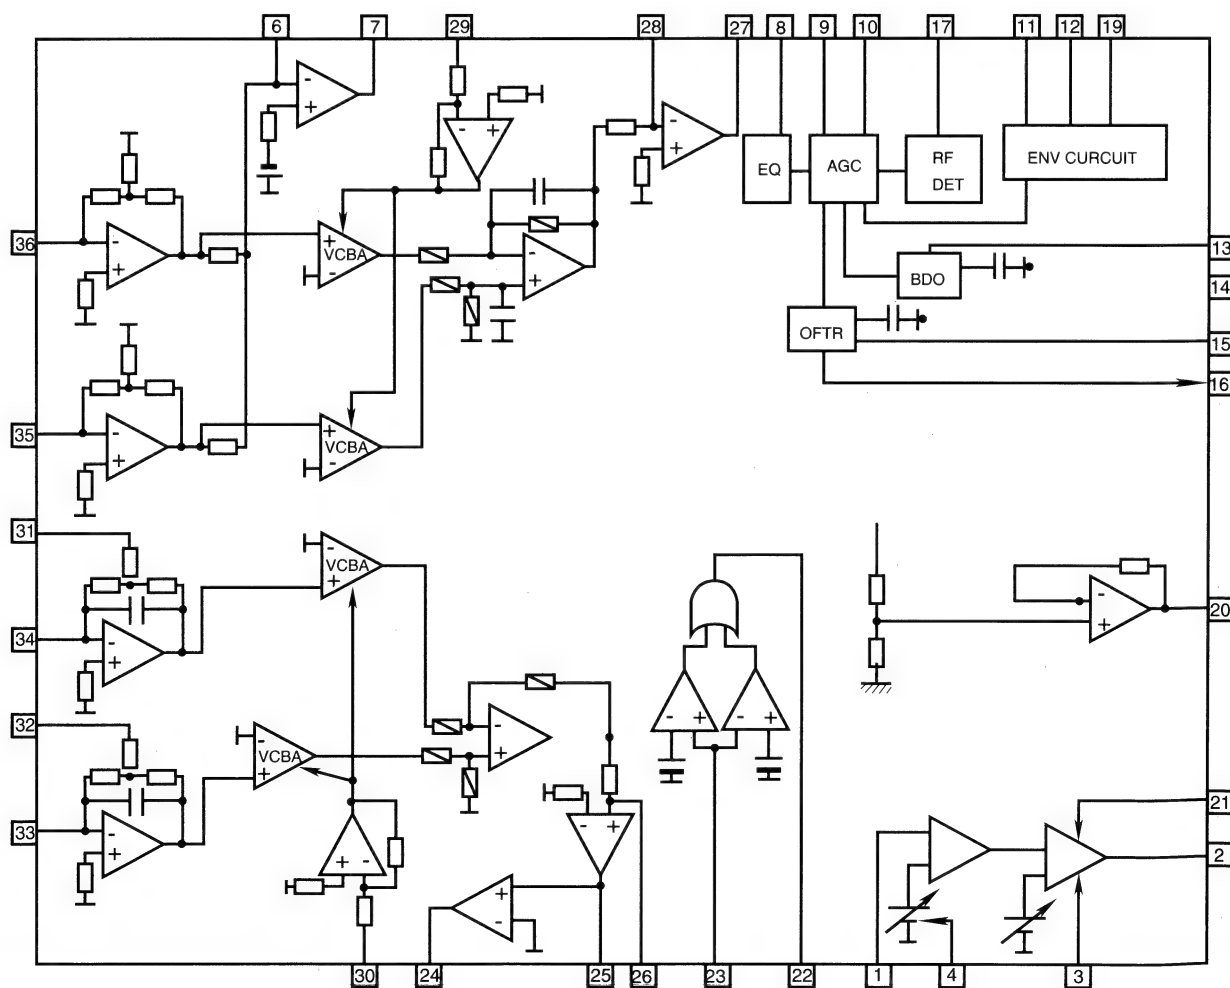 6 7 29 28 27 8 9 10 17 11 12 19
- +
- +
- +
EQ AGC RF DET ENV CURCUIT
36 - + + VCBA - - + 13
BDO 14
OFTR 15
16
35 - + + VCBA -
31
- VCBA +
- + 20
34 - +
32
- VCBA + - + - + - +
21
33 - + - + 2
+ -
+ -
30 24 25 26 23 22 1 4 3